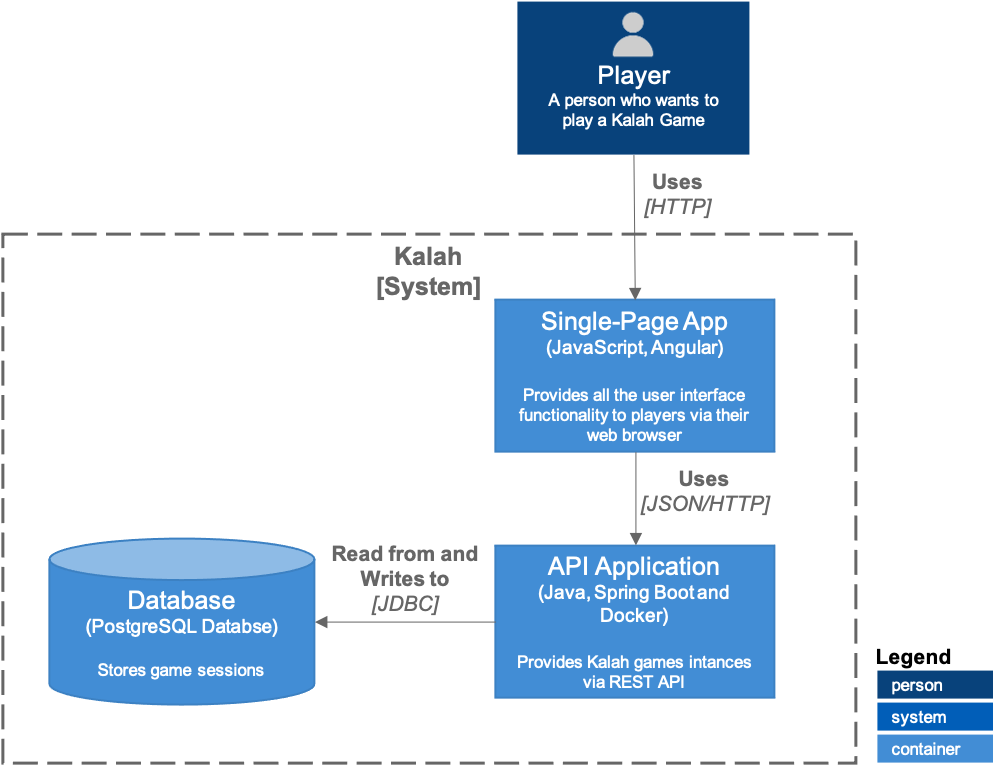 Player
A person who wants to
play a Kalah Game
Uses
[HTTP]
Kalah
[System]
Single-Page App
(JavaScript, Angular)
Provides all the user interface
functionality to players via their
web browser
Uses
[JSON/HTTP]
Read from and
Writes to
[JDBC]
API Application
(Java, Spring Boot and
Docker)
Provides Kalah games intances
via REST API
Database
(PostgreSQL Databse)
Stores game sessions
Legend
person
system
container